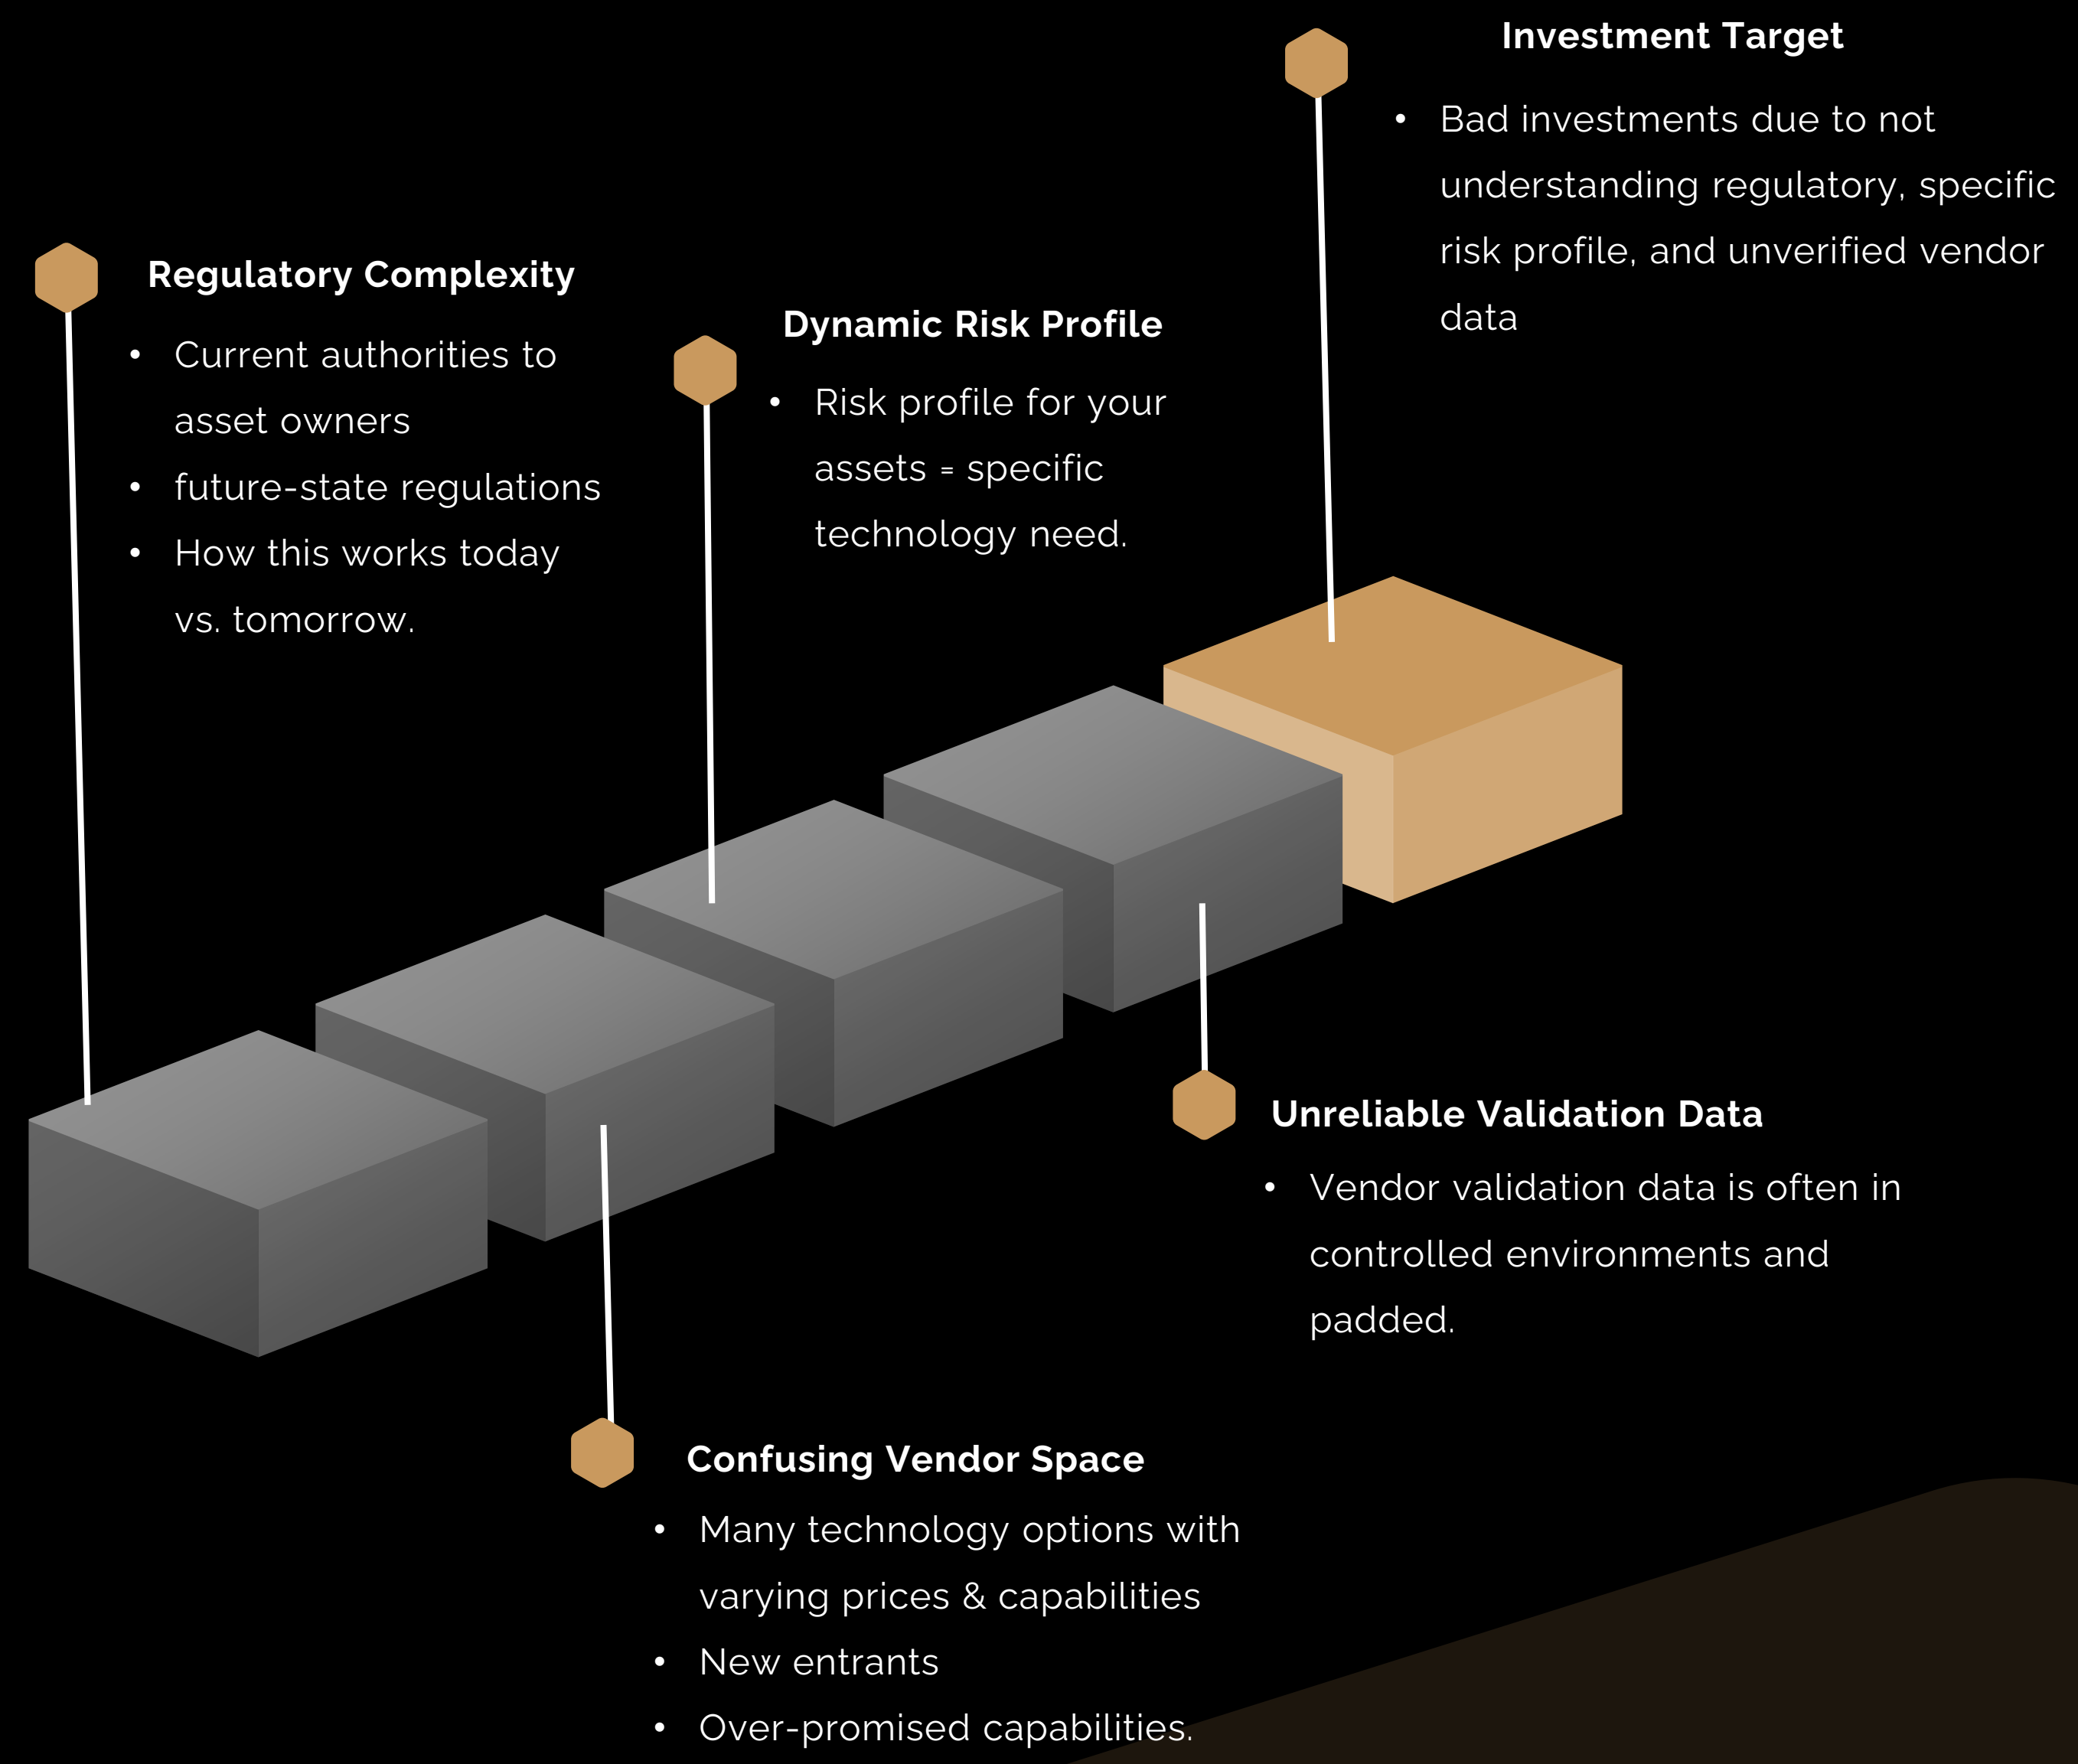 Investment Target
• Bad investments due to not
understanding regulatory, specific
risk profile, and unverified vendor
data
Regulatory Complexity
• Current authorities to
asset owners
• future-state regulations
• How this works today
vs. tomorrow.
Dynamic Risk Profile
• Risk profile for your
assets = specific
technology need.
Unreliable Validation Data
• Vendor validation data is often in
controlled environments and
padded.
Confusing Vendor Space
• Many technology options with
varying prices & capabilities
• New entrants
• Over-promised capabilities.